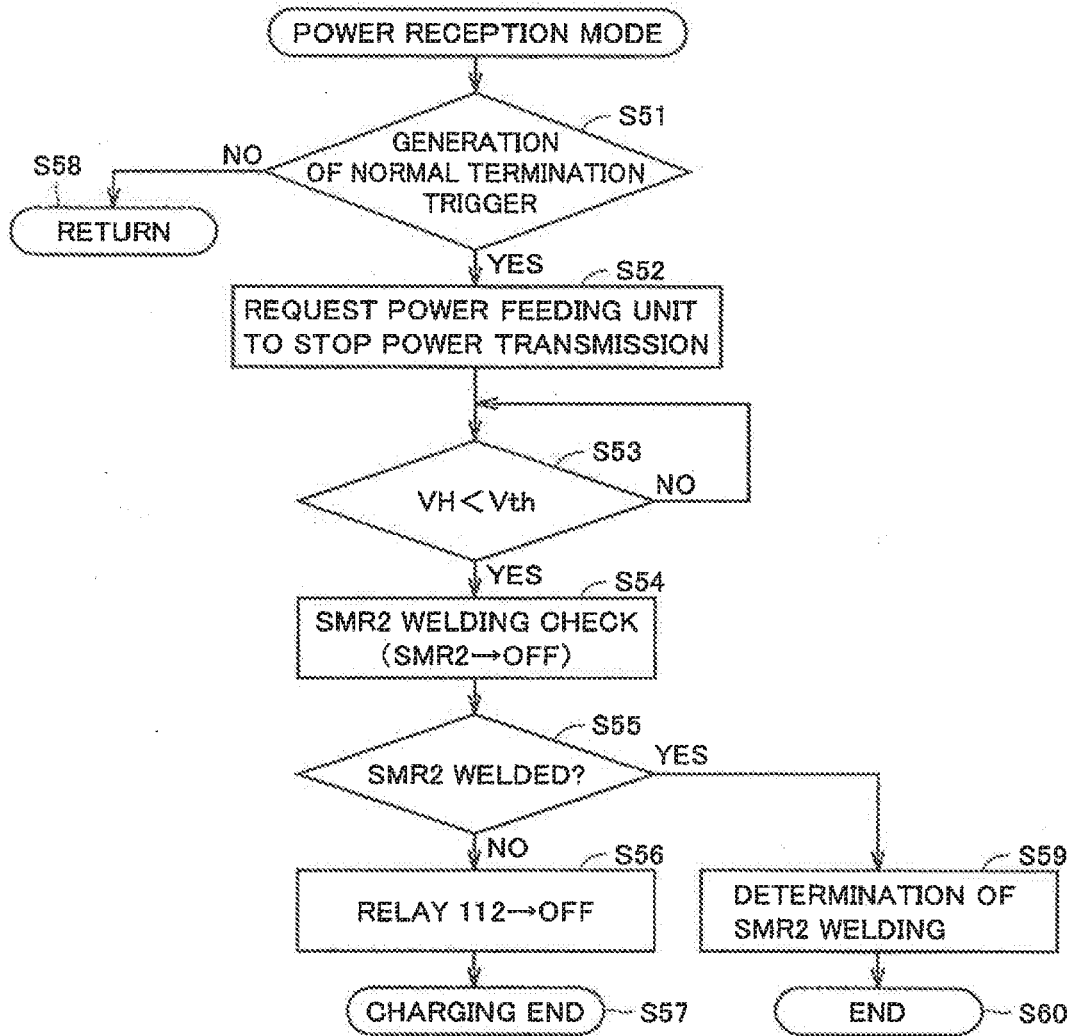 POWER RECEPTION MODE
S51
GENERATION
OF NORMAL TERMINATION
TRIGGER
NO
S58
RETURN
YES
S52
REQUEST POWER FEEDING UNIT
TO STOP POWER TRANSMISSION
S53
VH<Vth
NO
YES
S54
SMR2 WELDING CHECK
(SMR2→OFF)
S55
SMR2 WELDED?
YES
NO
S56
RELAY 112→OFF
S59
DETERMINATION OF
SMR2 WELDING
CHARGING END
S57
END
S60